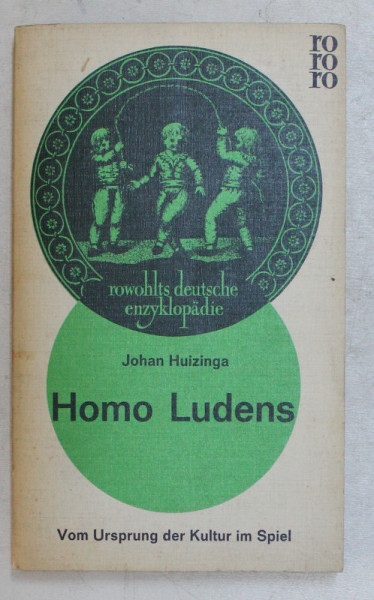 ro
ro
ro
rowohlts deutsche
enzyklopädie
Johan Huizinga
Homo Ludens
Vom Ursprung der Kultur im Spiel